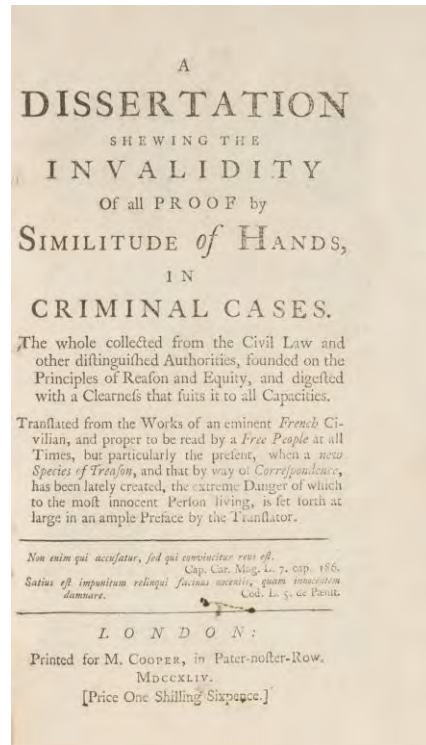 A
DISSERTATION
SHEWING THE
INVALIDITY
Of all PROOF by
SIMILITUDE of HANDS,
IN
CRIMINAL CASES.
The whole collected from the Civil Law and
other diſtinguiſhed Authorities, founded on the
Principles of Reaſon and Equity, and digeſted
with a Clearneſs that ſuits it to all Capacities.
Tranſlated from the Works of an eminent French Ci-
vilian, and proper to be read by a Free People at all
Times, but particularly the preſent, when a new
Species of Treaſon, and that by way of Correſpondence,
has been lately created, the extreme Danger of which
to the moſt innocent Perſon living, is ſet forth at
large in an ample Preface by the Tranſlator.
Non enim qui accuſatur, ſed qui convincitur reus eſt.
Cap. Car. Mag. L. 7. cap. 186.
Satius eſt impunitum relinqui facinus nocentis, quam innocentem
damnare. Cod. L. 5. de Pœnit.
LONDON:
Printed for M. COOPER, in Pater-noſter-Row.
MDCCXLIV.
[Price One Shilling Sixpence.]